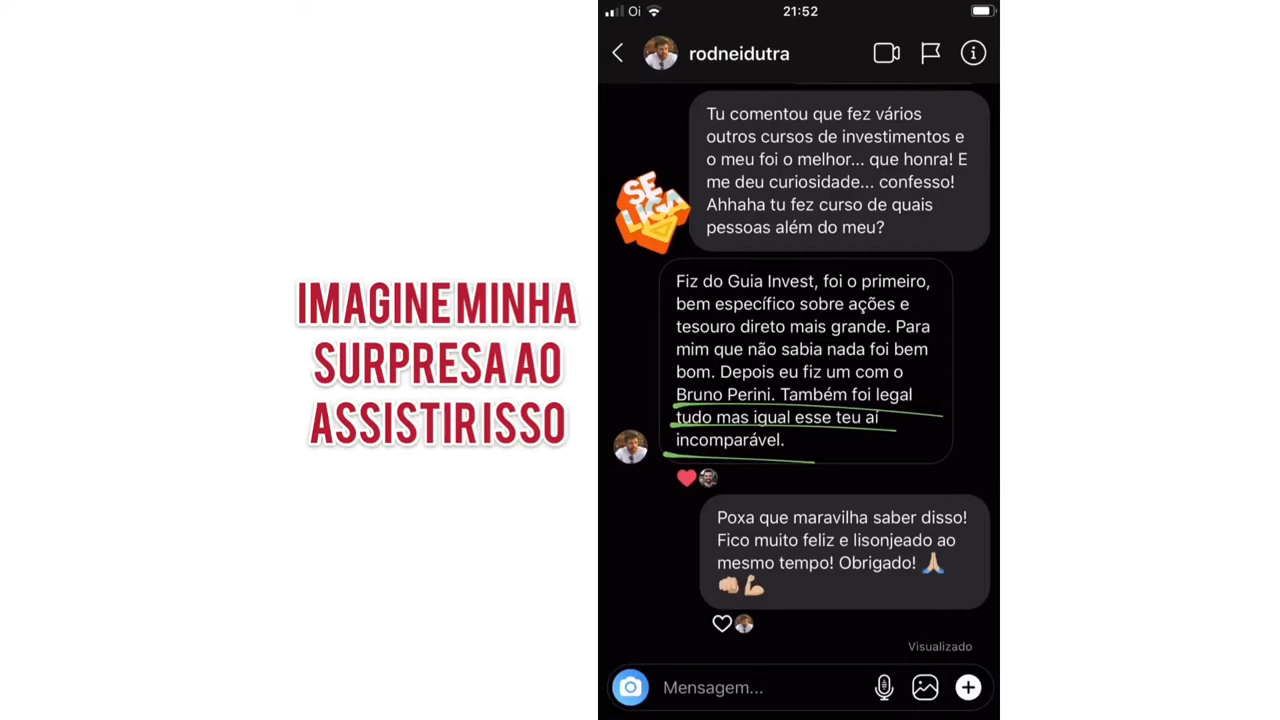 IMAGINE MINHA
SURPRESA AO
ASSISTIR ISSO
Oi
21:52
rodneidutra
Tu comentou que fez vários
outros cursos de investimentos e
o meu foi o melhor... que honra! E
me deu curiosidade... confesso!
Ahhaha tu fez curso de quais
pessoas além do meu?
SE
LIGA
Fiz do Guia Invest, foi o primeiro,
bem específico sobre ações e
tesouro direto mais grande. Para
mim que não sabia nada foi bem
bom. Depois eu fiz um com o
Bruno Perini. Também foi legal
tudo mas igual esse teu aí
incomparável.
Poxa que maravilha saber disso!
Fico muito feliz e lisonjeado ao
mesmo tempo! Obrigado! 🙏🏼
👊🏼💪🏼
Visualizado
Mensagem...